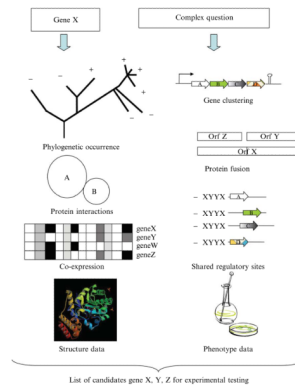 Gene X
Complex question
Phylogenetic occurrence
A B D
Gene clustering
Orf Z Orf Y
Orf X
Protein fusion
A
B
Protein interactions
geneX
geneY
geneW
geneZ
Co-expression
– XYYX A
– XYYX B
– XYYX
– XYYX D
Shared regulatory sites
Structure data
Phenotype data
List of candidates gene X, Y, Z for experimental testing